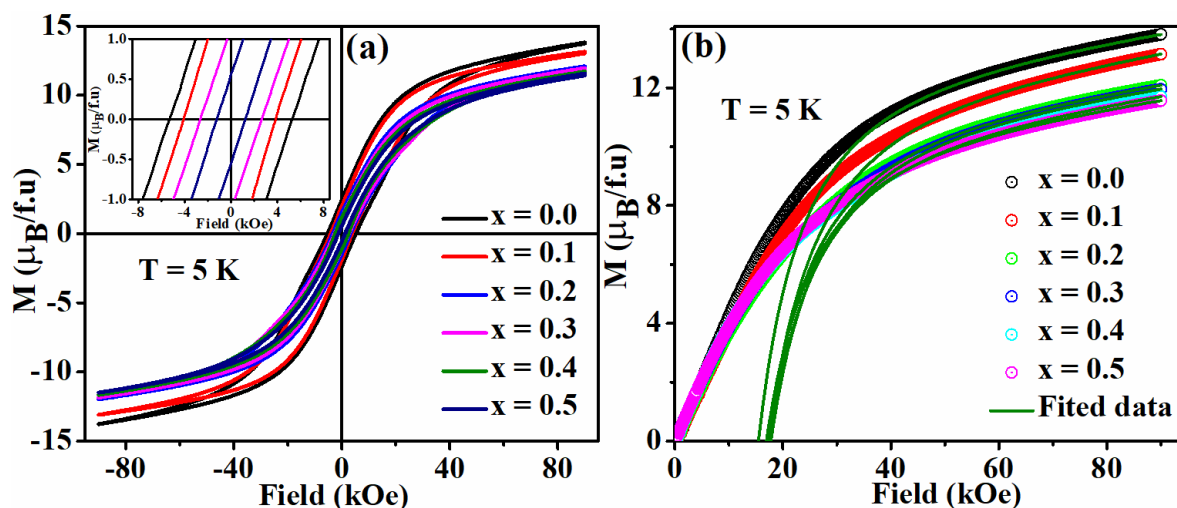 (a)
M (μB/f.u)
15
10
5
0
-5
-10
-15
-80
-40
0
40
80
Field (kOe)
T = 5 K
x = 0.0
x = 0.1
x = 0.2
x = 0.3
x = 0.4
x = 0.5
M (μB/f.u)
1.0
0.5
0.0
-0.5
-1.0
-8
-4
0
4
8
Field (kOe)
(b)
M (μB/f.u)
12
8
4
0
0
20
40
60
80
Field (kOe)
T = 5 K
x = 0.0
x = 0.1
x = 0.2
x = 0.3
x = 0.4
x = 0.5
Fited data